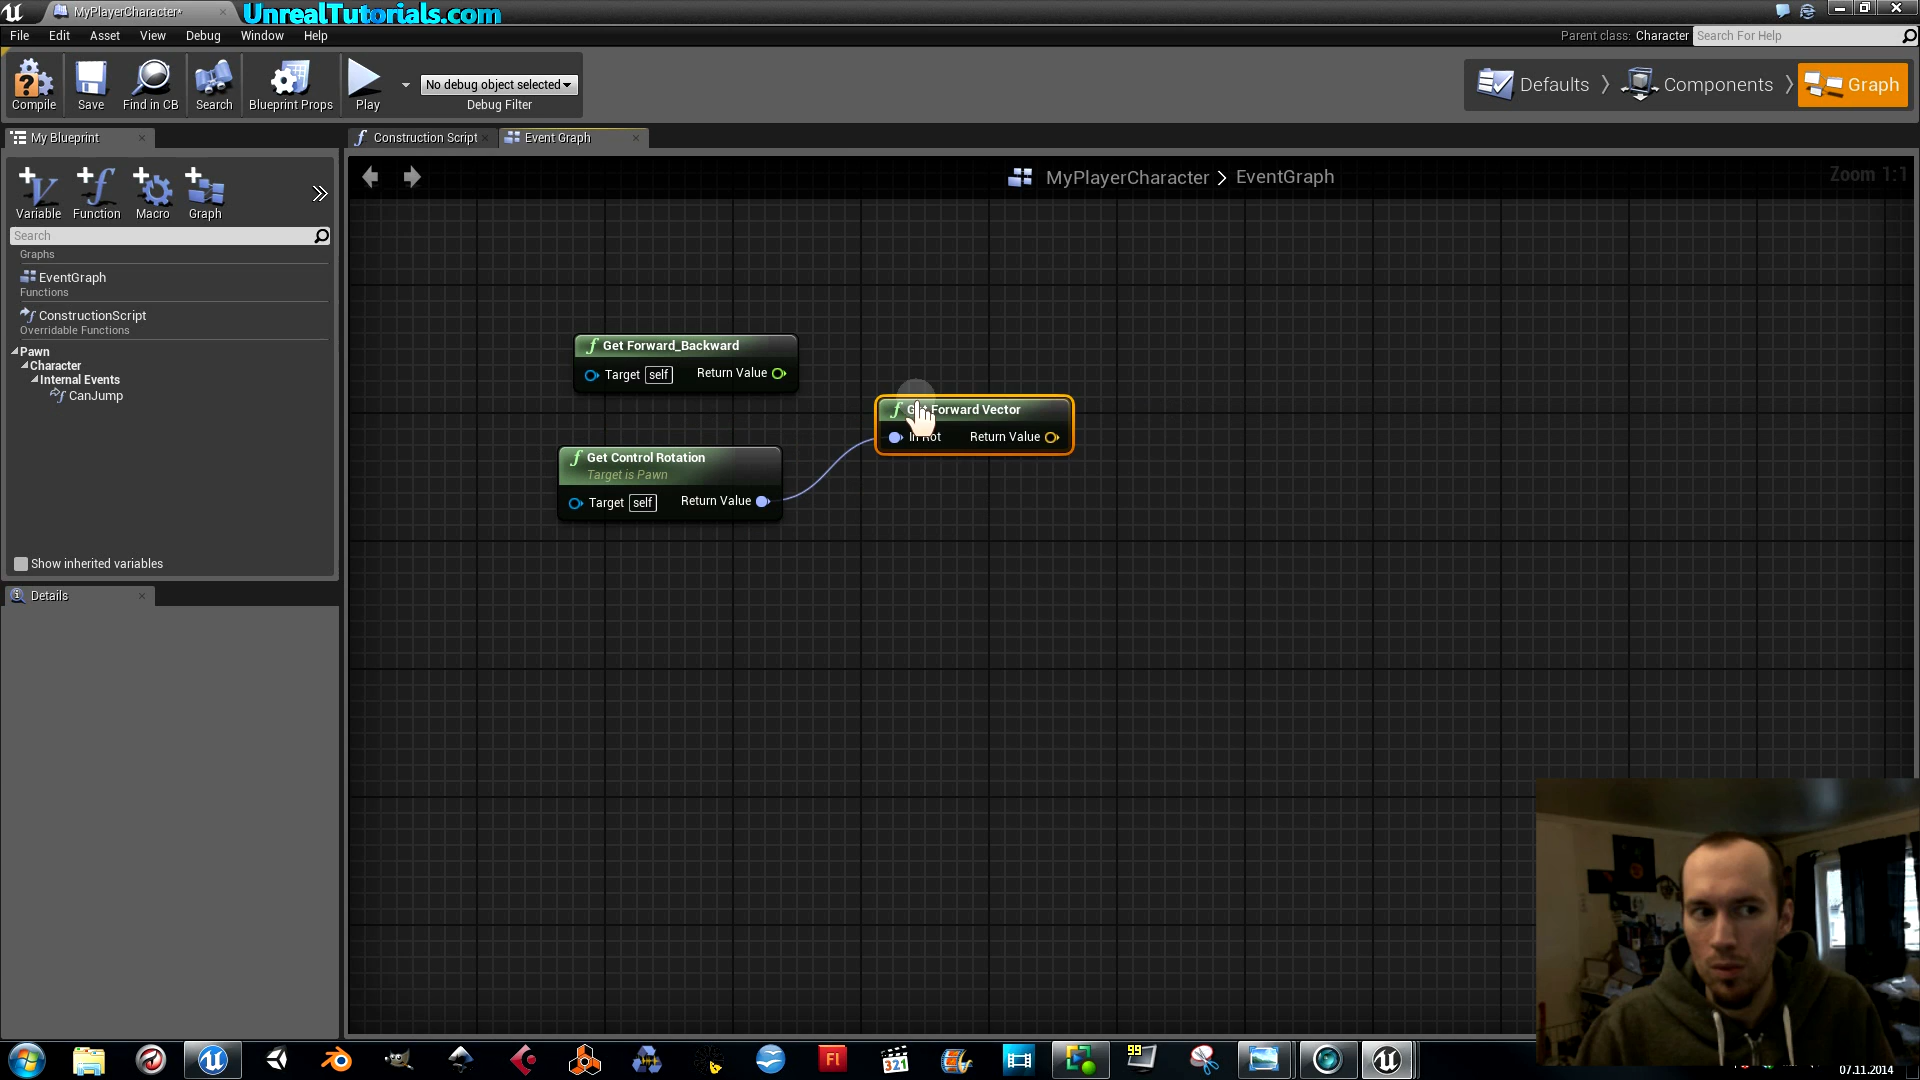 MyPlayerCharacter*
UnrealTutorials.com
File Edit Asset View Debug Window Help
Parent class: Character Search For Help
Compile Save Find in CB Search Blueprint Props Play
No debug object selected
Debug Filter
Defaults Components Graph
My Blueprint
Construction Script Event Graph
Variable Function Macro Graph
MyPlayerCharacter > EventGraph
Zoom 1:1
Search
Graphs
EventGraph
Functions
ConstructionScript
Overridable Functions
Pawn
Character
Internal Events
CanJump
Show inherited variables
Details
f Get Forward_Backward
Target self Return Value
f Forward Vector
Return Value
f Get Control Rotation
Target is Pawn
Target self Return Value
Fl
321
99
07.11.2014